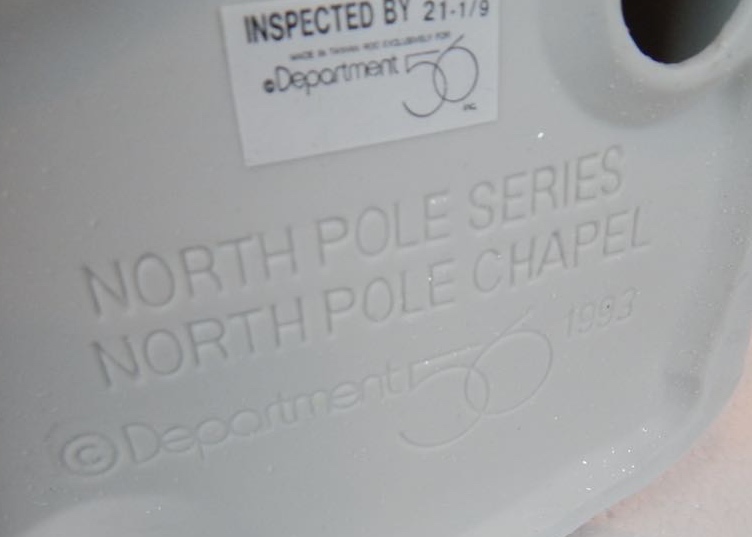 INSPECTED BY 21-1/9
MADE IN TAIWAN ROC EXCLUSIVELY FOR
©Department 56
INC.
NORTH POLE SERIES
NORTH POLE CHAPEL
©Department 56 1993